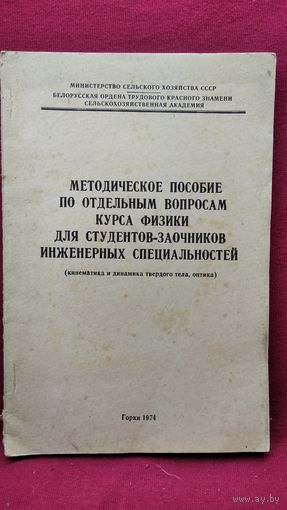 МИНИСТЕРСТВО СЕЛЬСКОГО ХОЗЯЙСТВА СССР
БЕЛОРУССКАЯ ОРДЕНА ТРУДОВОГО КРАСНОГО ЗНАМЕНИ
СЕЛЬСКОХОЗЯЙСТВЕННАЯ АКАДЕМИЯ
МЕТОДИЧЕСКОЕ ПОСОБИЕ
ПО ОТДЕЛЬНЫМ ВОПРОСАМ
КУРСА ФИЗИКИ
ДЛЯ СТУДЕНТОВ-ЗАОЧНИКОВ
ИНЖЕНЕРНЫХ СПЕЦИАЛЬНОСТЕЙ
(кинематика и динамика твердого тела, оптика)
Горки 1974
ay.by